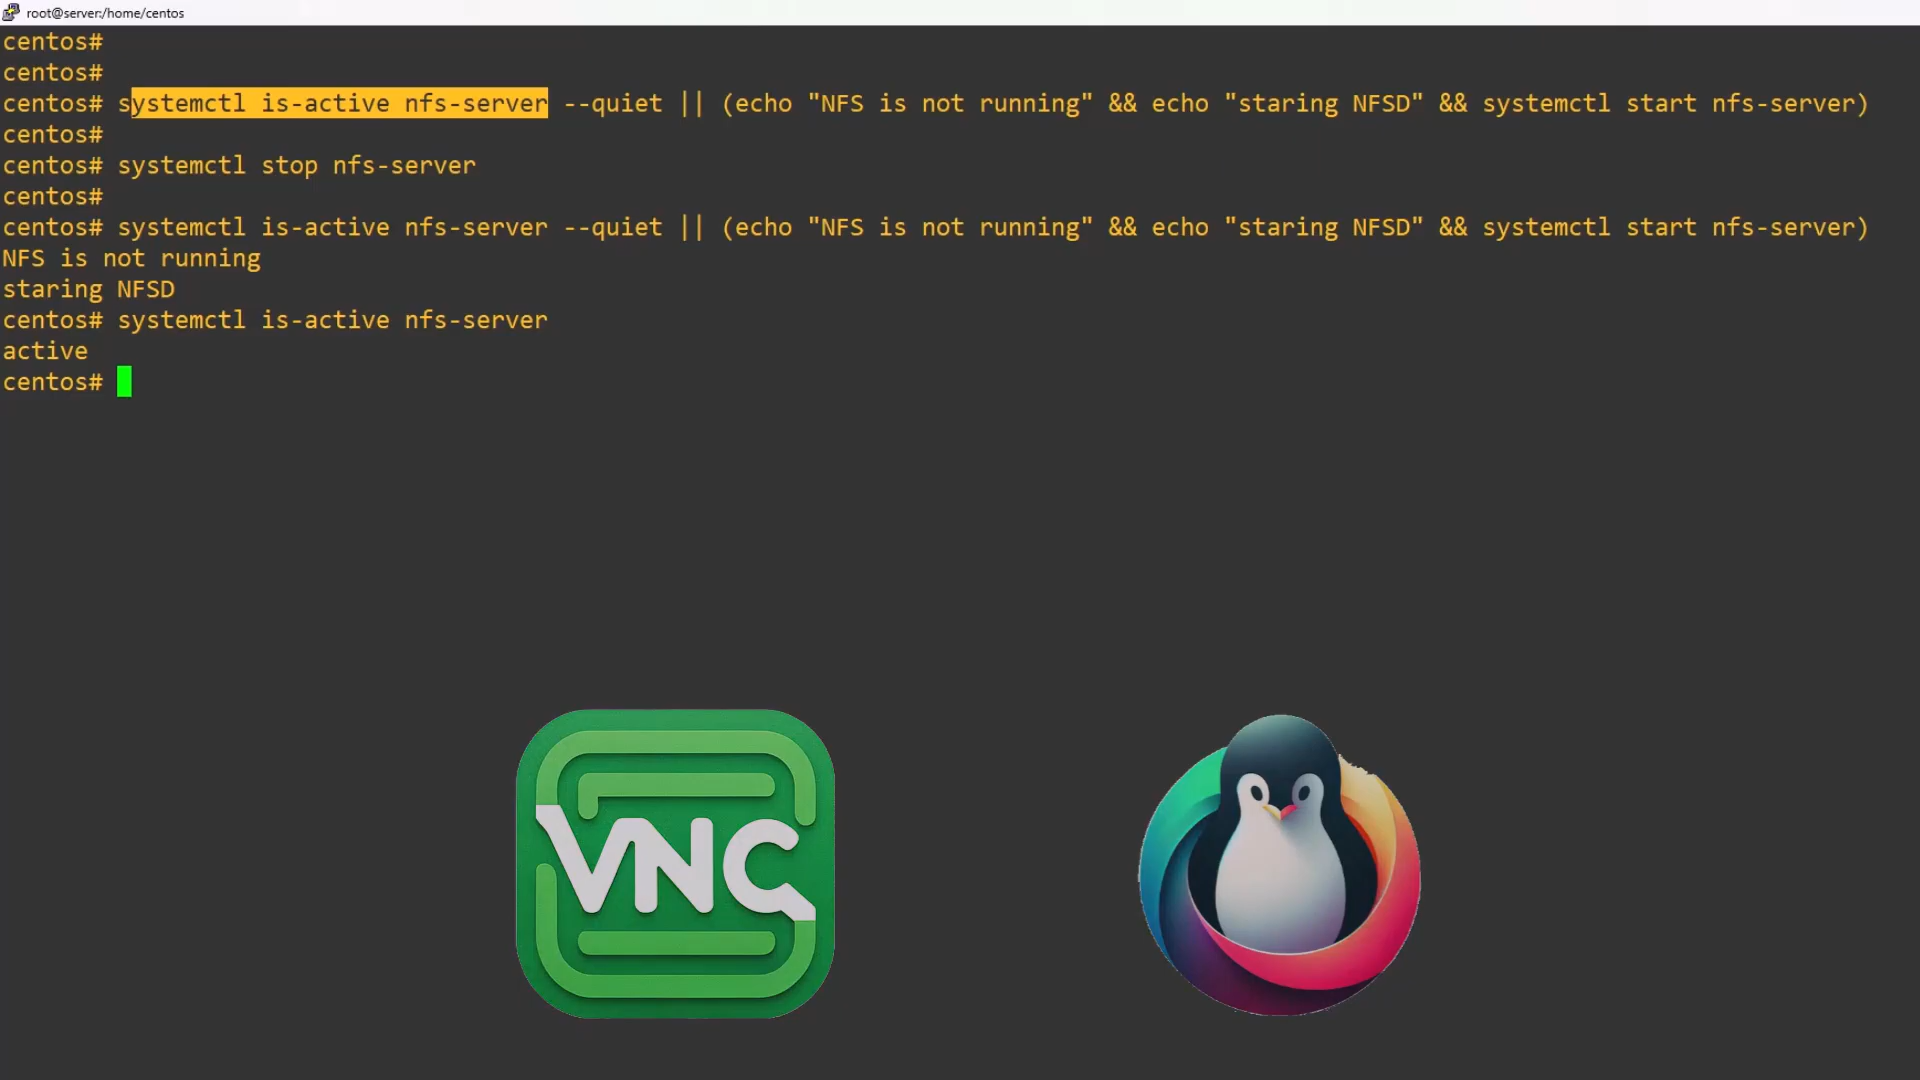 root@server:/home/centos
centos#
centos#
centos# systemctl is-active nfs-server --quiet || (echo "NFS is not running" && echo "staring NFSD" && systemctl start nfs-server)
centos#
centos# systemctl stop nfs-server
centos#
centos# systemctl is-active nfs-server --quiet || (echo "NFS is not running" && echo "staring NFSD" && systemctl start nfs-server)
NFS is not running
staring NFSD
centos# systemctl is-active nfs-server
active
centos#
VNC